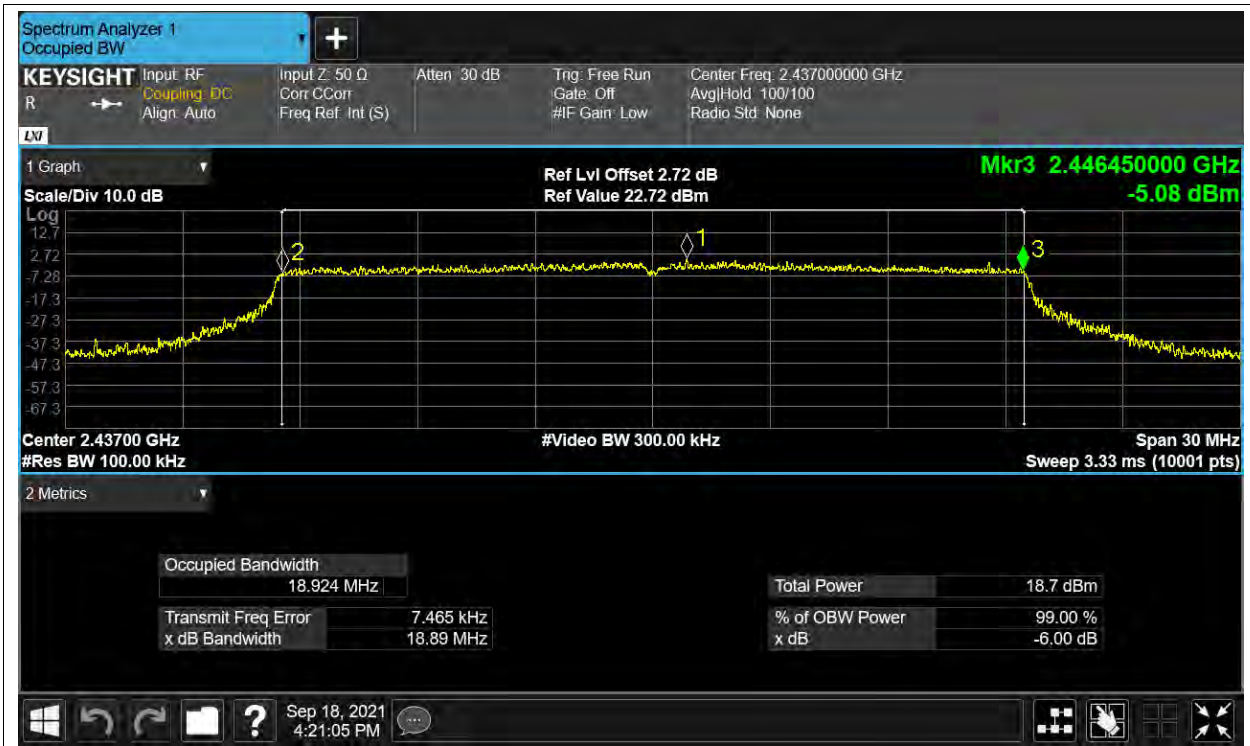 Spectrum Analyzer 1
Occupied BW
+
KEYSIGHT Input: RF Input Z: 50 Ω Atten: 30 dB Trig: Free Run Center Freq: 2.437000000 GHz
R Coupling: DC Corr CCorr Gate: Off Avg|Hold: 100/100
Align: Auto Freq Ref: Int (S) #IF Gain: Low Radio Std: None
LXI
1 Graph
Ref Lvl Offset 2.72 dB
Mkr3 2.446450000 GHz
Scale/Div 10.0 dB Ref Value 22.72 dBm -5.08 dBm
Log
12.7
2.72
-7.28
-17.3
-27.3
-37.3
-47.3
-57.3
-67.3
2
1
3
Center 2.43700 GHz #Video BW 300.00 kHz Span 30 MHz
#Res BW 100.00 kHz Sweep 3.33 ms (10001 pts)
2 Metrics
Occupied Bandwidth
18.924 MHz Total Power 18.7 dBm
Transmit Freq Error 7.465 kHz % of OBW Power 99.00 %
x dB Bandwidth 18.89 MHz x dB -6.00 dB
? Sep 18, 2021
4:21:05 PM